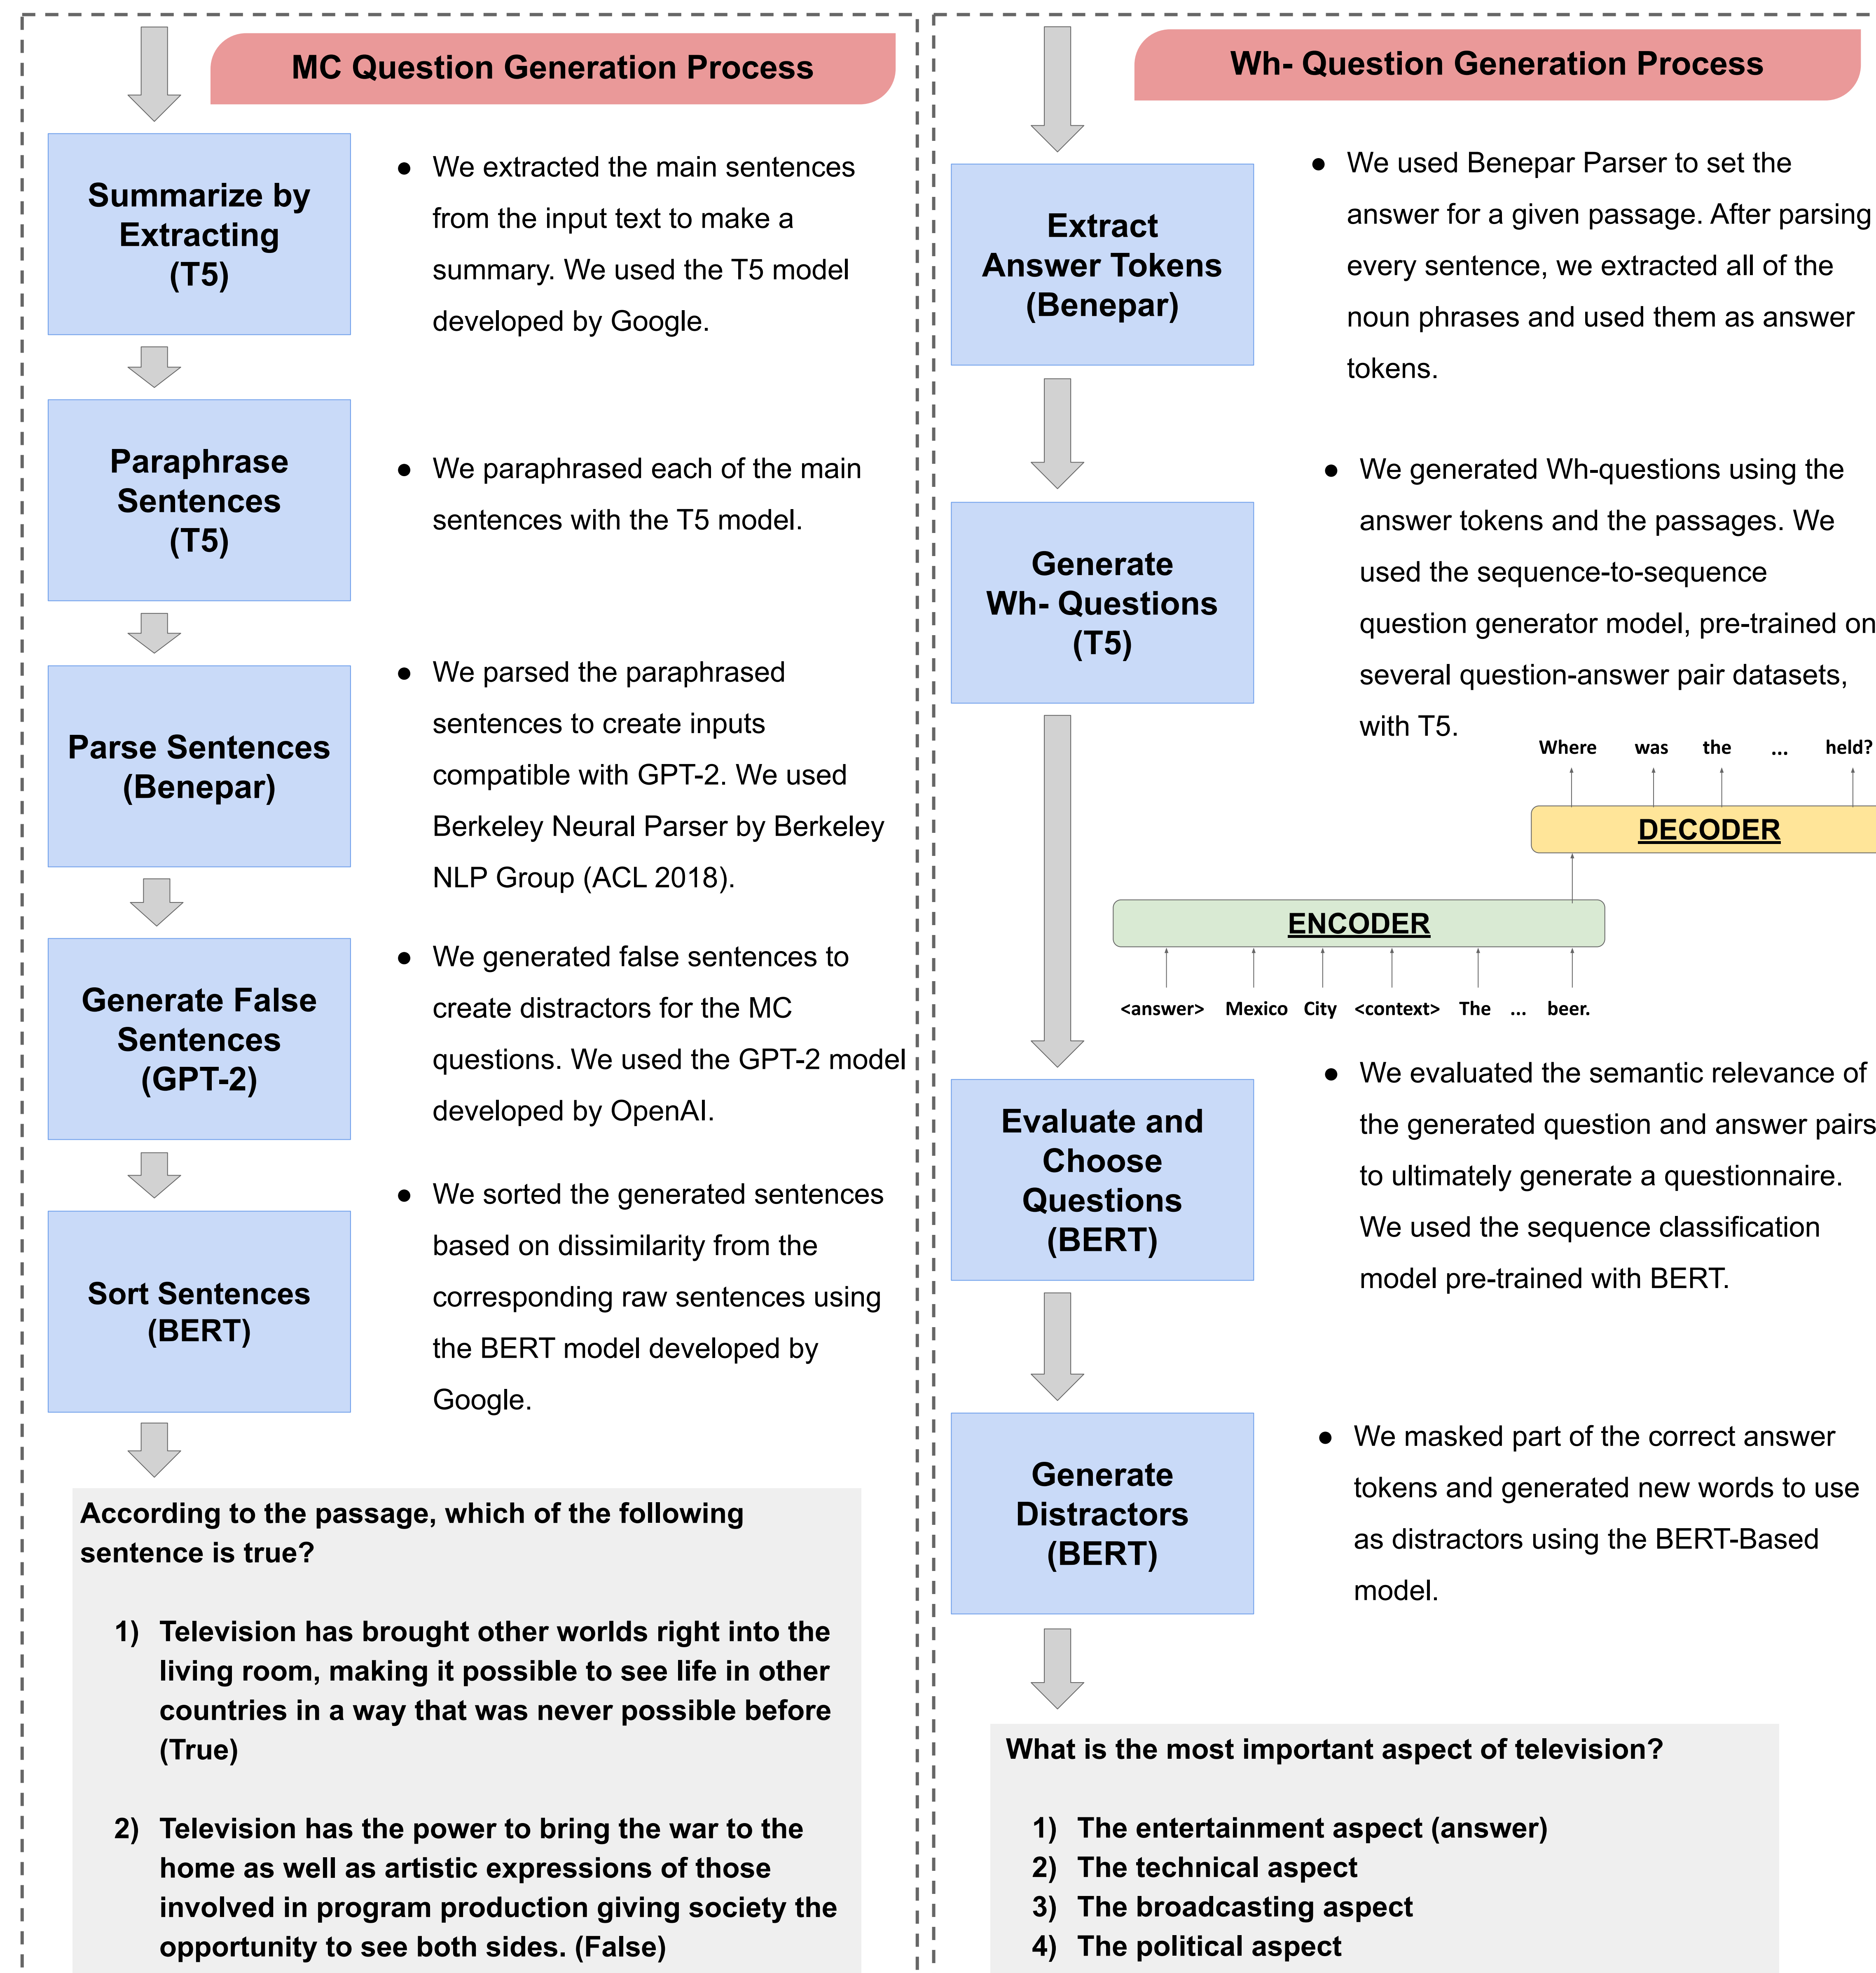 MC Question Generation Process
Summarize by
Extracting
(T5)
● We extracted the main sentences
from the input text to make a
summary. We used the T5 model
developed by Google.
Paraphrase
Sentences
(T5)
● We paraphrased each of the main
sentences with the T5 model.
Parse Sentences
(Benepar)
● We parsed the paraphrased
sentences to create inputs
compatible with GPT-2. We used
Berkeley Neural Parser by Berkeley
NLP Group (ACL 2018).
Generate False
Sentences
(GPT-2)
● We generated false sentences to
create distractors for the MC
questions. We used the GPT-2 model
developed by OpenAI.
Sort Sentences
(BERT)
● We sorted the generated sentences
based on dissimilarity from the
corresponding raw sentences using
the BERT model developed by
Google.
According to the passage, which of the following
sentence is true?
1) Television has brought other worlds right into the
living room, making it possible to see life in other
countries in a way that was never possible before
(True)
2) Television has the power to bring the war to the
home as well as artistic expressions of those
involved in program production giving society the
opportunity to see both sides. (False)
Wh- Question Generation Process
Extract
Answer Tokens
(Benepar)
● We used Benepar Parser to set the
answer for a given passage. After parsing
every sentence, we extracted all of the
noun phrases and used them as answer
tokens.
Generate
Wh- Questions
(T5)
● We generated Wh-questions using the
answer tokens and the passages. We
used the sequence-to-sequence
question generator model, pre-trained on
several question-answer pair datasets,
with T5.
Where was the ... held?
DECODER
ENCODER
<answer> Mexico City <context> The ... beer.
Evaluate and
Choose
Questions
(BERT)
● We evaluated the semantic relevance of
the generated question and answer pairs
to ultimately generate a questionnaire.
We used the sequence classification
model pre-trained with BERT.
Generate
Distractors
(BERT)
● We masked part of the correct answer
tokens and generated new words to use
as distractors using the BERT-Based
model.
What is the most important aspect of television?
1) The entertainment aspect (answer)
2) The technical aspect
3) The broadcasting aspect
4) The political aspect